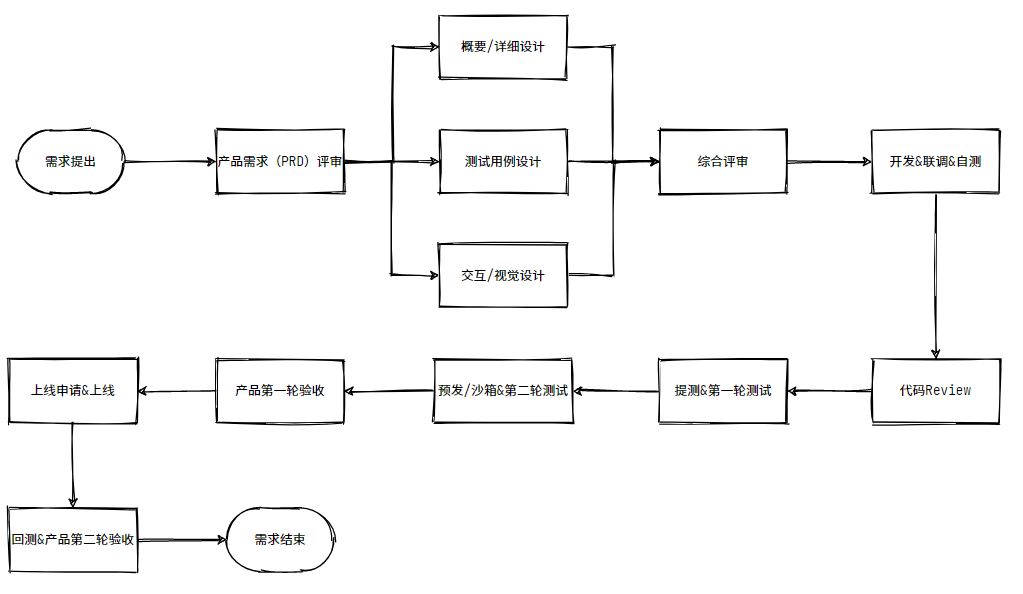 概要/详细设计
需求提出
产品需求（PRD）评审
测试用例设计
综合评审
开发&联调&自测
交互/视觉设计
上线申请&上线
产品第一轮验收
预发/沙箱&第二轮测试
提测&第一轮测试
代码Review
回测&产品第二轮验收
需求结束